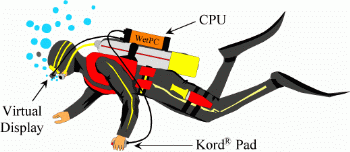 CPU
WetPC
Virtual
Display
Kord® Pad